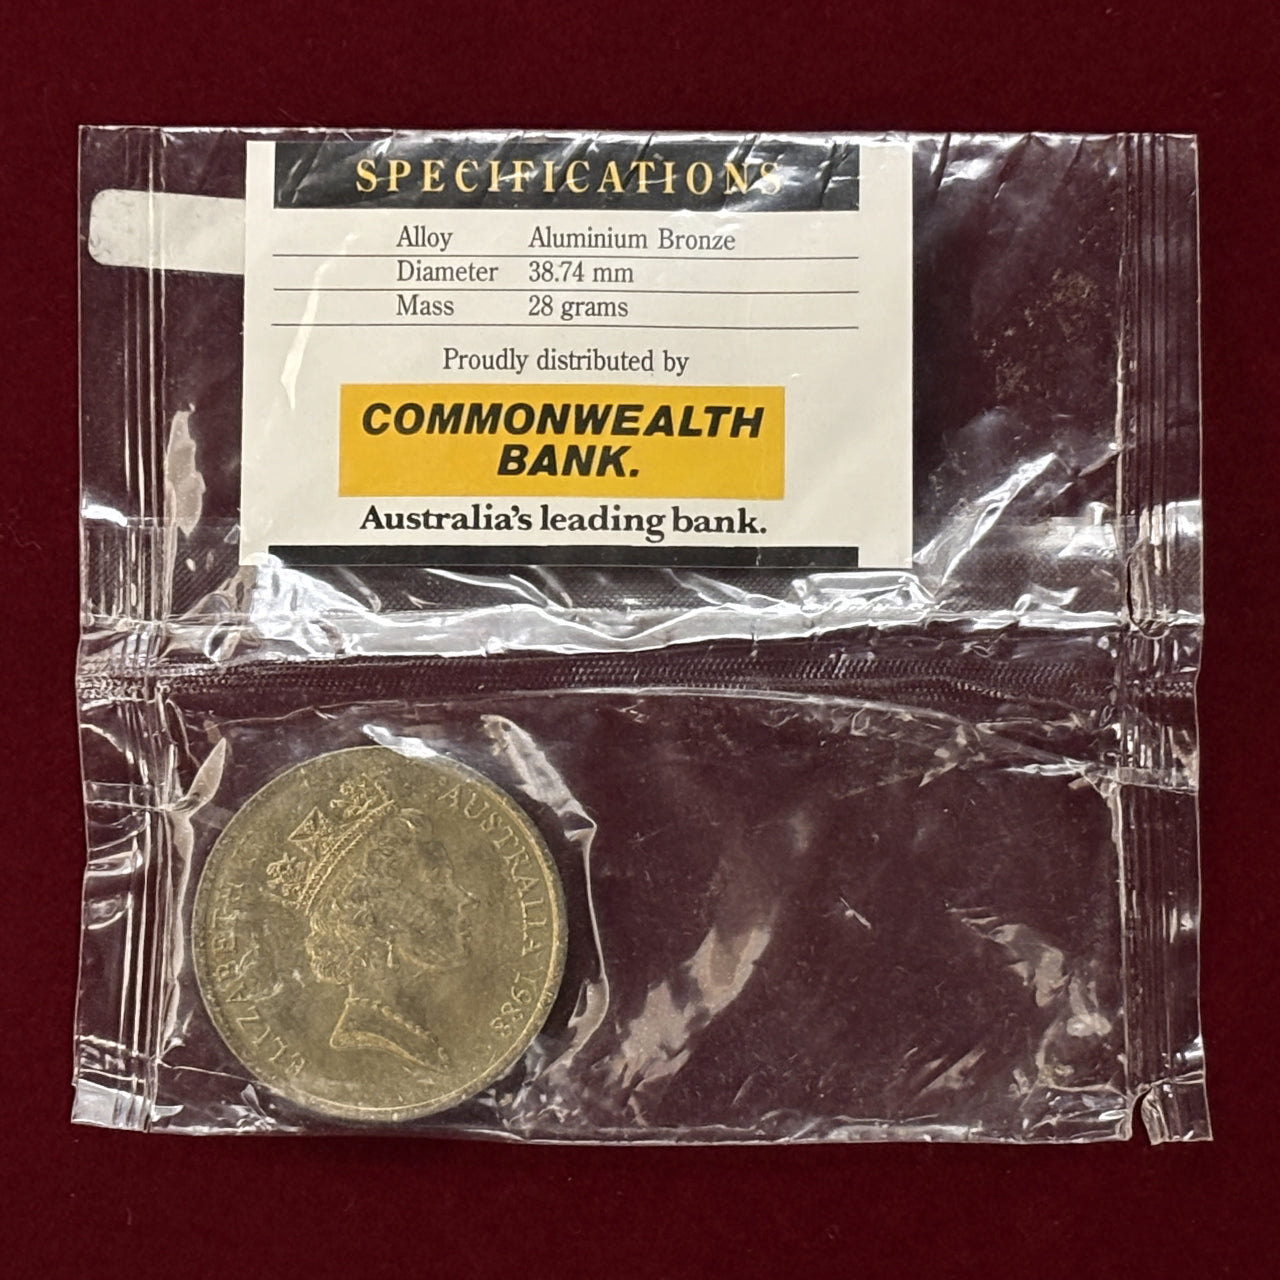 SPECIFICATIONS
Alloy Aluminium Bronze
Diameter 38.74 mm
Mass 28 grams
Proudly distributed by
COMMONWEALTH
BANK.
Australia's leading bank.
ELIZABETH II AUSTRALIA 1988